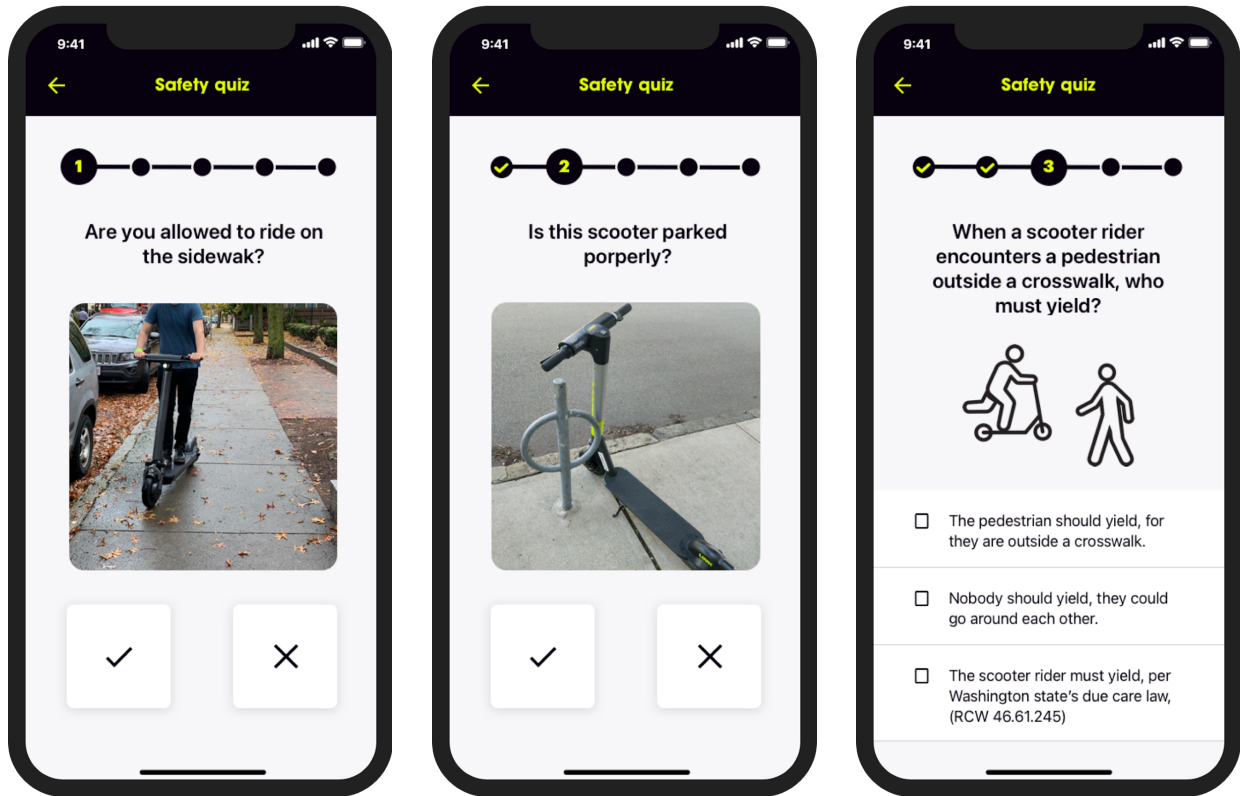 9:41
Safety quiz
1
Are you allowed to ride on
the sidewak?
9:41
Safety quiz
2
Is this scooter parked
porperly?
9:41
Safety quiz
3
When a scooter rider
encounters a pedestrian
outside a crosswalk, who
must yield?
The pedestrian should yield, for
they are outside a crosswalk.
Nobody should yield, they could
go around each other.
The scooter rider must yield, per
Washington state’s due care law,
(RCW 46.61.245)